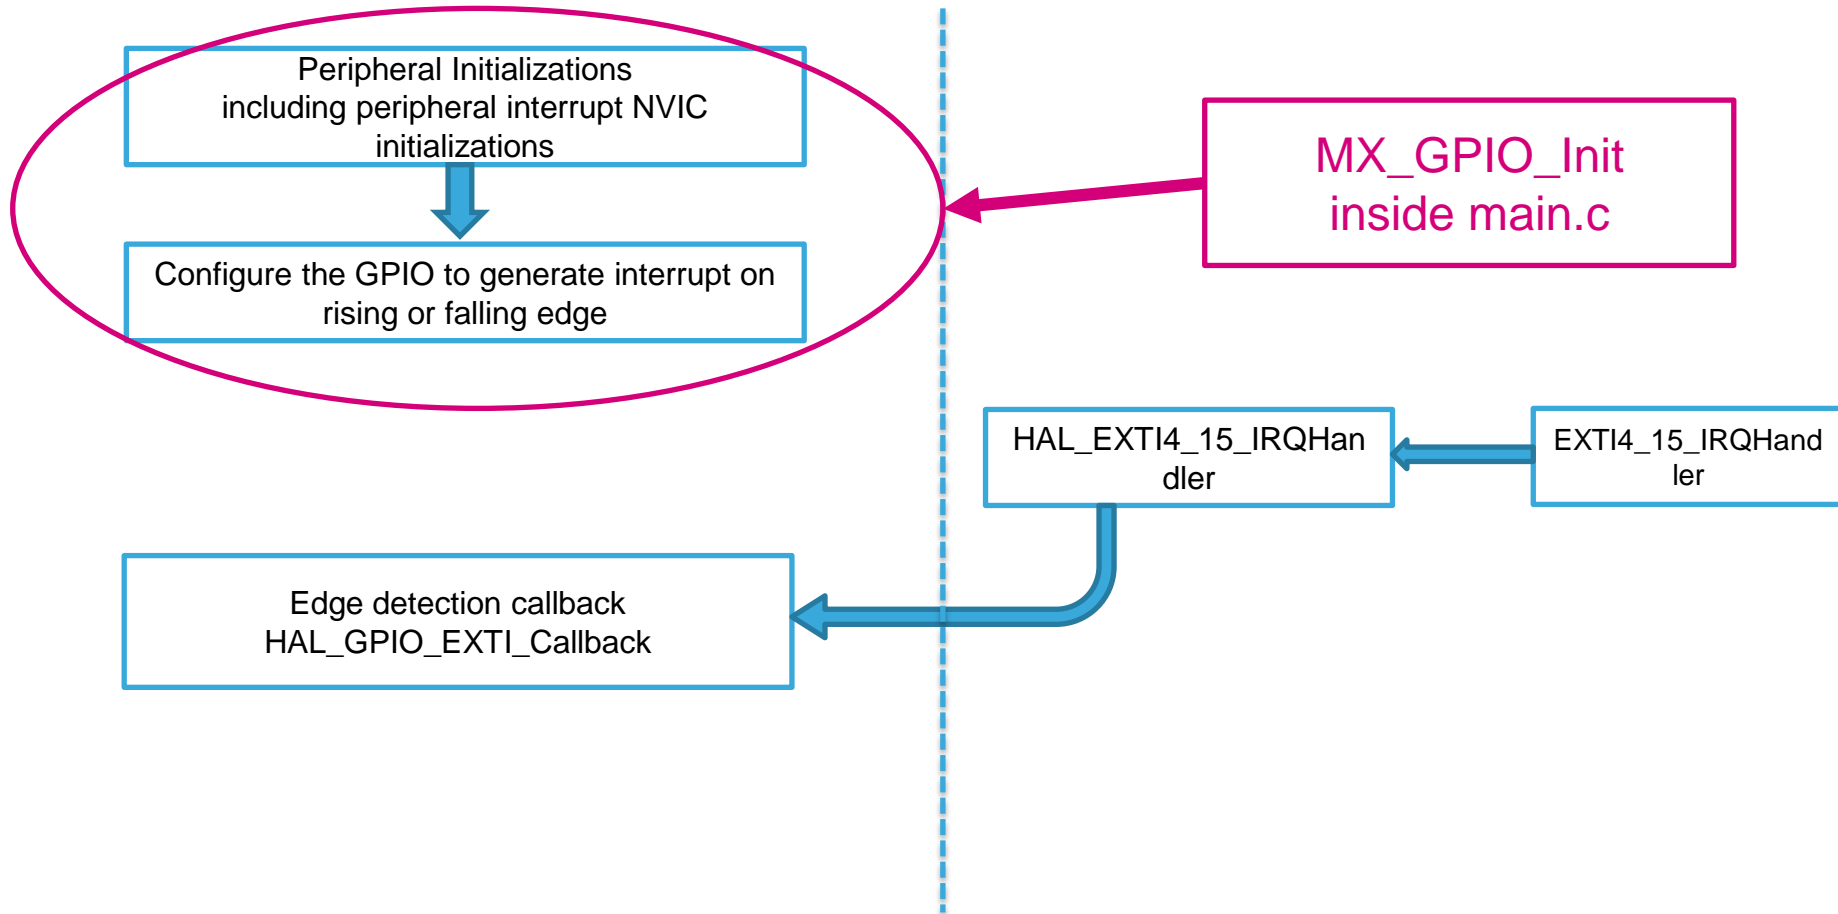 Peripheral Initializations
including peripheral interrupt NVIC
initializations
Configure the GPIO to generate interrupt on
rising or falling edge
MX_GPIO_Init
inside main.c
HAL_EXTI4_15_IRQHan
dler
EXTI4_15_IRQHand
ler
Edge detection callback
HAL_GPIO_EXTI_Callback